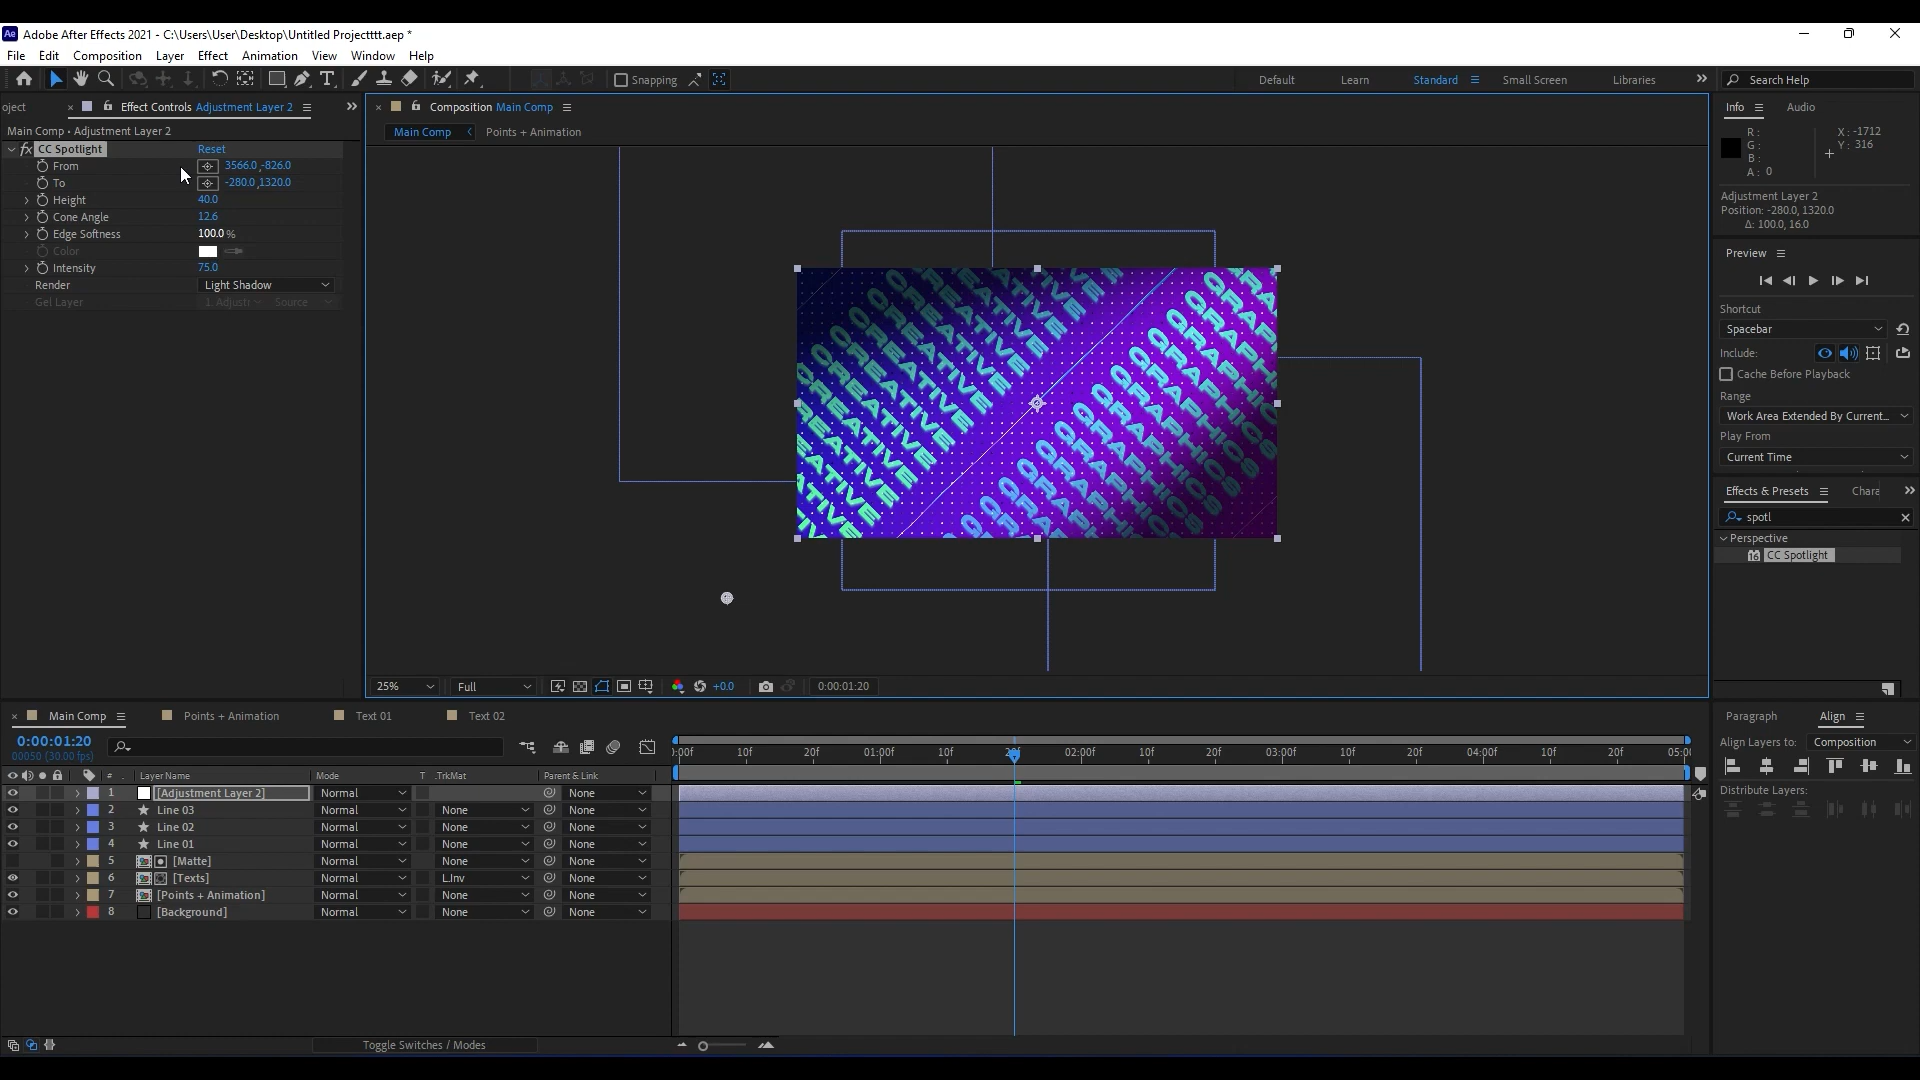 Adobe After Effects 2021 - C:\Users\User\Desktop\Untitled Projectttt.aep *
File Edit Composition Layer Effect Animation View Window Help
Snapping
Default Learn Standard Small Screen Libraries
Search Help
oject
Effect Controls Adjustment Layer 2
Main Comp • Adjustment Layer 2
fx CC Spotlight Reset
From 3566.0 ,-826.0
To -280.0 ,1320.0
Height 40.0
Cone Angle 12.6
Edge Softness 100.0 %
Color
Intensity 75.0
Render Light Shadow
Gel Layer 1. Adjusti Source
Composition Main Comp
Main Comp Points + Animation
CREATIVE
GRAPHICS
25% Full +0.0 0:00:01:20
Info Audio
R:
G:
B:
A: 0
X: -1712
Y: 316
Adjustment Layer 2
Position: -280.0, 1320.0
Δ: 100.0, 16.0
Preview
Shortcut
Spacebar
Include:
Cache Before Playback
Range
Work Area Extended By Current...
Play From
Current Time
Effects & Presets Chara
spotl
Perspective
CC Spotlight
Paragraph Align
Align Layers to: Composition
Distribute Layers:
Main Comp Points + Animation Text 01 Text 02
0:00:01:20
00050 (30.00 fps)
# Layer Name Mode T .TrkMat Parent & Link
1 [Adjustment Layer 2] Normal None
2 Line 03 Normal None None
3 Line 02 Normal None None
4 Line 01 Normal None None
5 [Matte] Normal None None
6 [Texts] Normal L.Inv None
7 [Points + Animation] Normal None None
8 [Background] Normal None None
):00f 10f 20f 01:00f 10f 20f 02:00f 10f 20f 03:00f 10f 20f 04:00f 10f 20f 05:0(
Toggle Switches / Modes